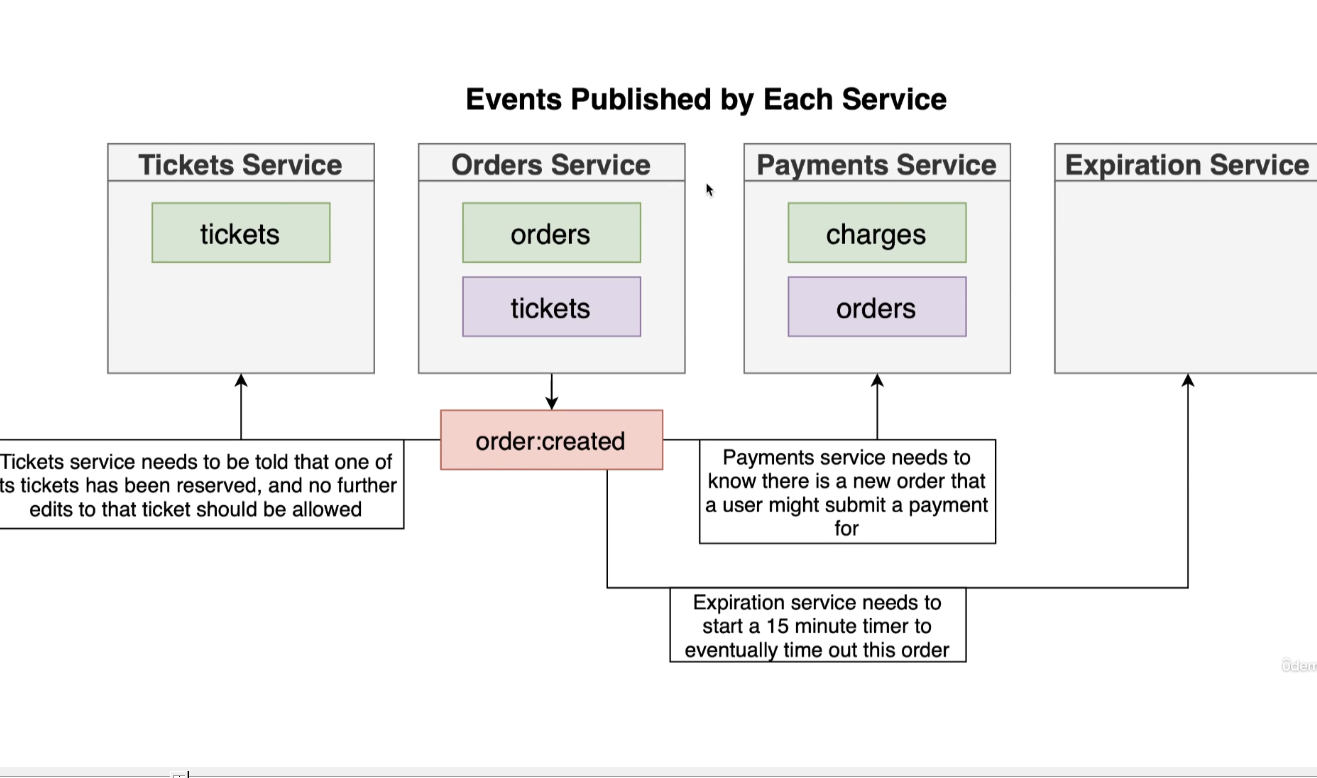 Events Published by Each Service
Tickets Service
tickets
Orders Service
orders
tickets
Payments Service
charges
orders
Expiration Service
order:created
Tickets service needs to be told that one of
ts tickets has been reserved, and no further
edits to that ticket should be allowed
Payments service needs to
know there is a new order that
a user might submit a payment
for
Expiration service needs to
start a 15 minute timer to
eventually time out this order